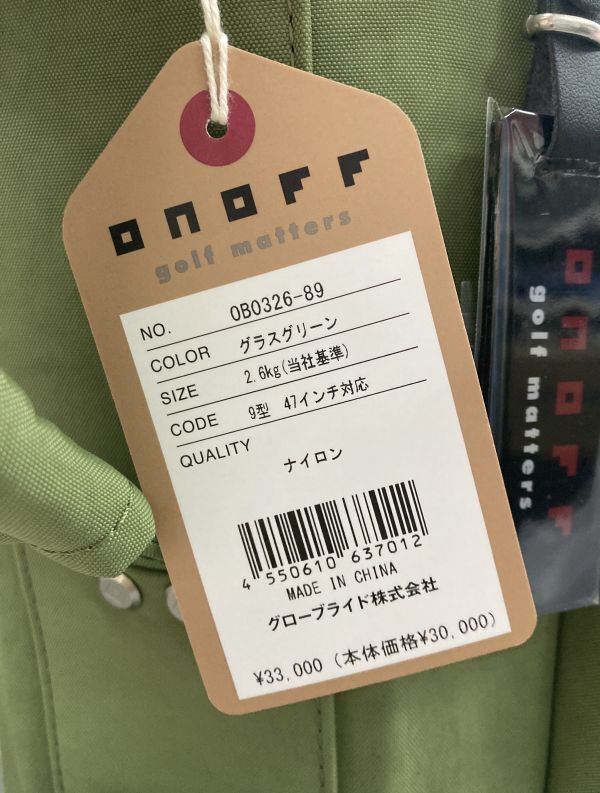 onoff
golf matters
NO. OB0326-89
COLOR グラスグリーン
SIZE 2.6kg(当社基準)
CODE 9型 47インチ対応
QUALITY
ナイロン
4 550610 637012
MADE IN CHINA
グローブライド株式会社
¥33,000 (本体価格¥30,000)
onoff
golf matters